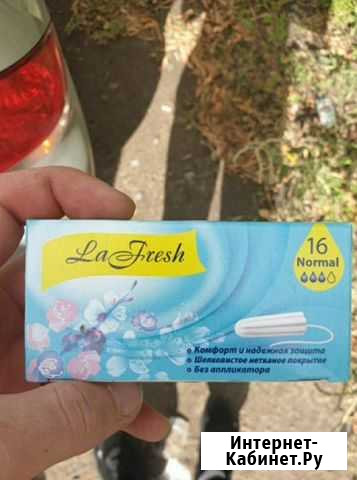 La Fresh
16
Normal
Комфорт и надежная защита
Шелковистое нетканое покрытие
Без аппликатора
Интернет-
Кабинет.Ру